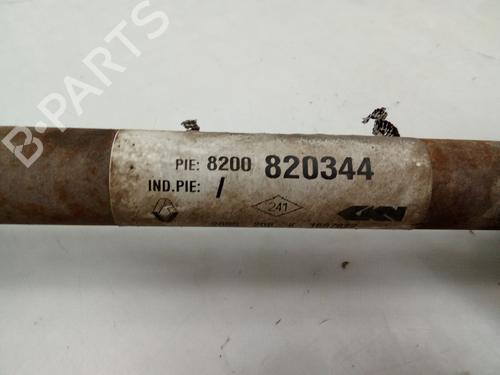 B-PARTS
PIE: 8200 820344
IND.PIE: /
241
GKN